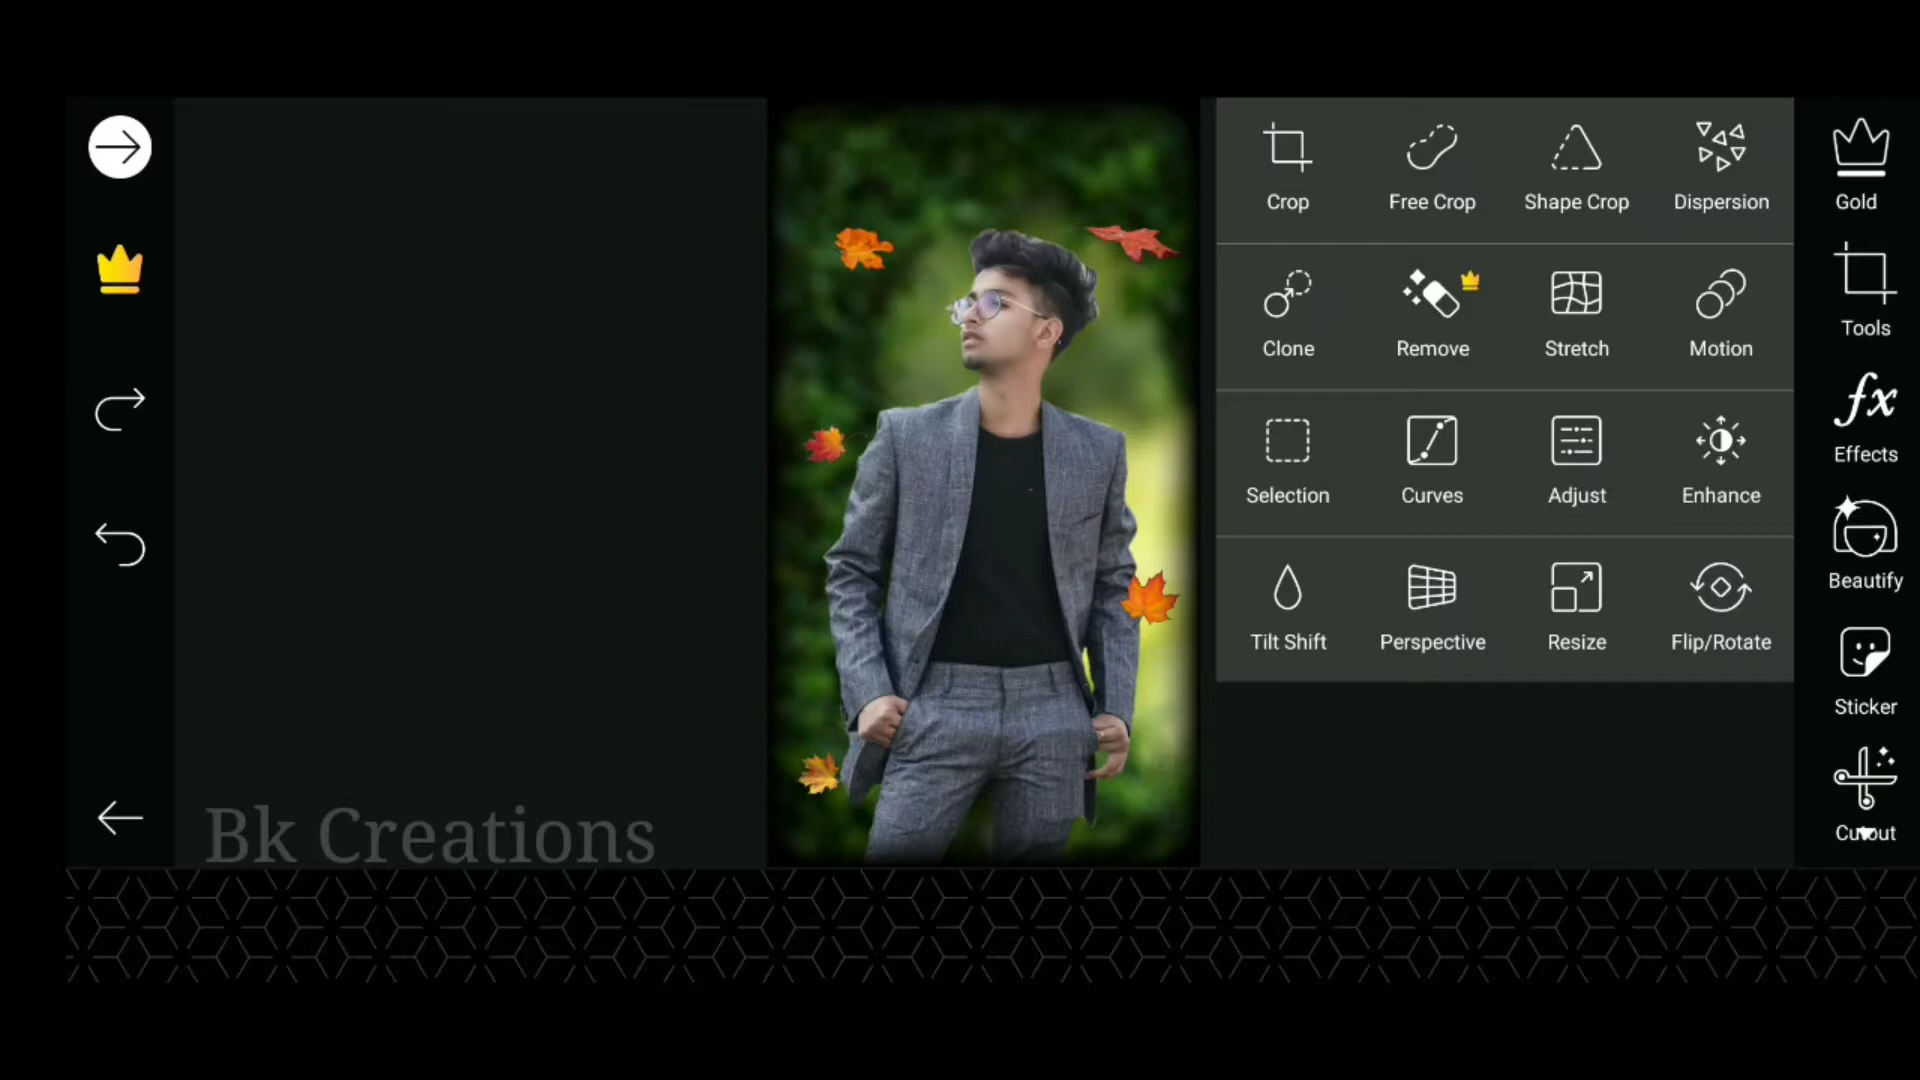 Crop Free Crop Shape Crop Dispersion
Clone Remove Stretch Motion
Selection Curves Adjust Enhance
Tilt Shift Perspective Resize Flip/Rotate
Gold
Tools
fx
Effects
Beautify
Sticker
Cutout
Bk Creations